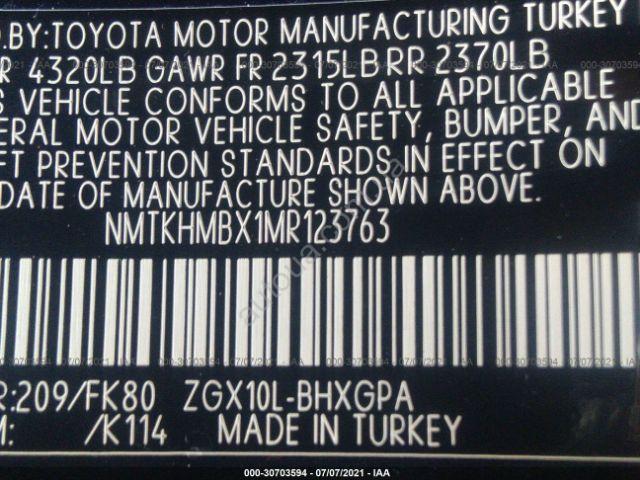 D.BY:TOYOTA MOTOR MANUFACTURING TURKEY
R 4320LB GAWR FR 2315LB RR 2370LB
S VEHICLE CONFORMS TO ALL APPLICABLE
ERAL MOTOR VEHICLE SAFETY, BUMPER, AND
FT PREVENTION STANDARDS IN EFFECT ON
DATE OF MANUFACTURE SHOWN ABOVE.
NMTKHMBX1MR123763
R:209/FK80 ZGX10L-BHXGPA
M: /K114 MADE IN TURKEY
autoua.com
000-30703594 - 07/07/2021 - IAA